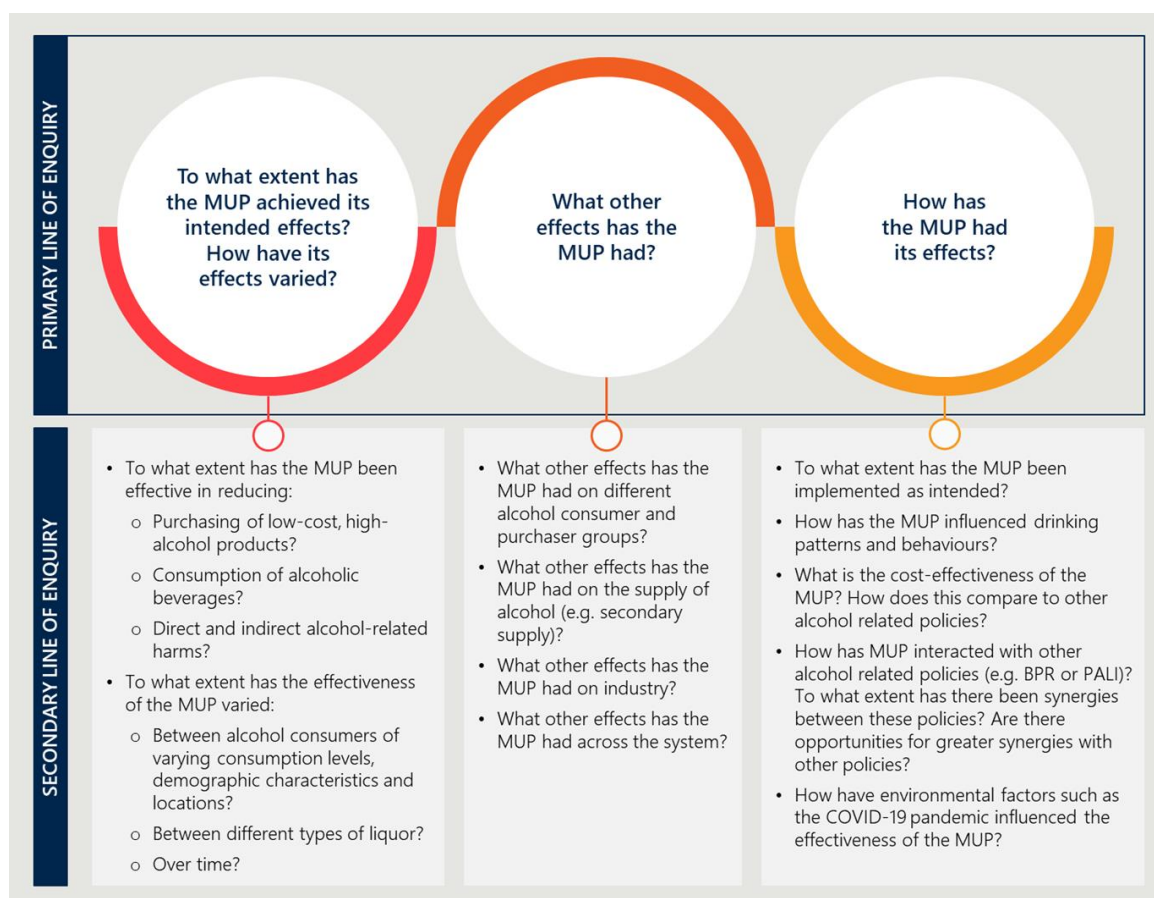 PRIMARY LINE OF ENQUIRY
To what extent has
the MUP achieved its
intended effects?
How have its
effects varied?
What other
effects has the
MUP had?
How has
the MUP had
its effects?
SECONDARY LINE OF ENQUIRY
• To what extent has the MUP been
effective in reducing:
o Purchasing of low-cost, high-
alcohol products?
o Consumption of alcoholic
beverages?
o Direct and indirect alcohol-related
harms?
• To what extent has the effectiveness
of the MUP varied:
o Between alcohol consumers of
varying consumption levels,
demographic characteristics and
locations?
o Between different types of liquor?
o Over time?
• What other effects has the
MUP had on different
alcohol consumer and
purchaser groups?
• What other effects has the
MUP had on the supply of
alcohol (e.g. secondary
supply)?
• What other effects has the
MUP had on industry?
• What other effects has the
MUP had across the system?
• To what extent has the MUP been
implemented as intended?
• How has the MUP influenced drinking
patterns and behaviours?
• What is the cost-effectiveness of the
MUP? How does this compare to other
alcohol related policies?
• How has MUP interacted with other
alcohol related policies (e.g. BPR or PALI)?
To what extent has there been synergies
between these policies? Are there
opportunities for greater synergies with
other policies?
• How have environmental factors such as
the COVID-19 pandemic influenced the
effectiveness of the MUP?